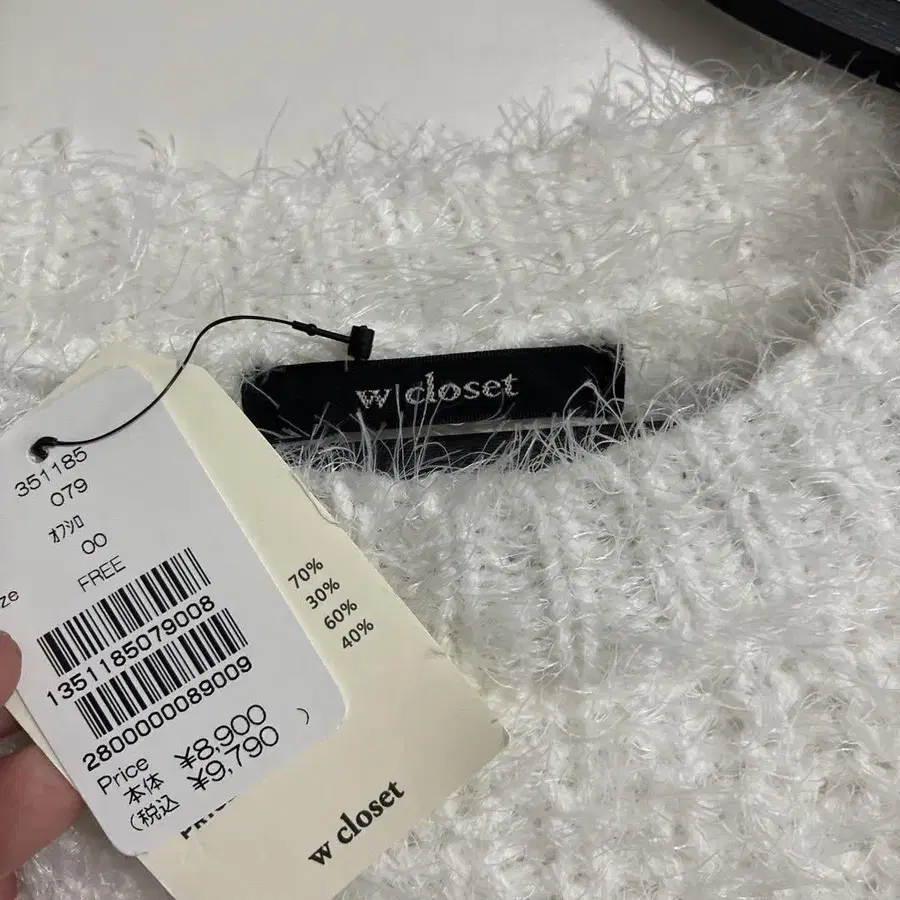 w|closet
351185
079
オフシロ
00
ze
FREE
1351185079008
2800000089009
Price
本体 ¥8,900
(税込 ¥9,790 )
70%
30%
60%
40%
w closet